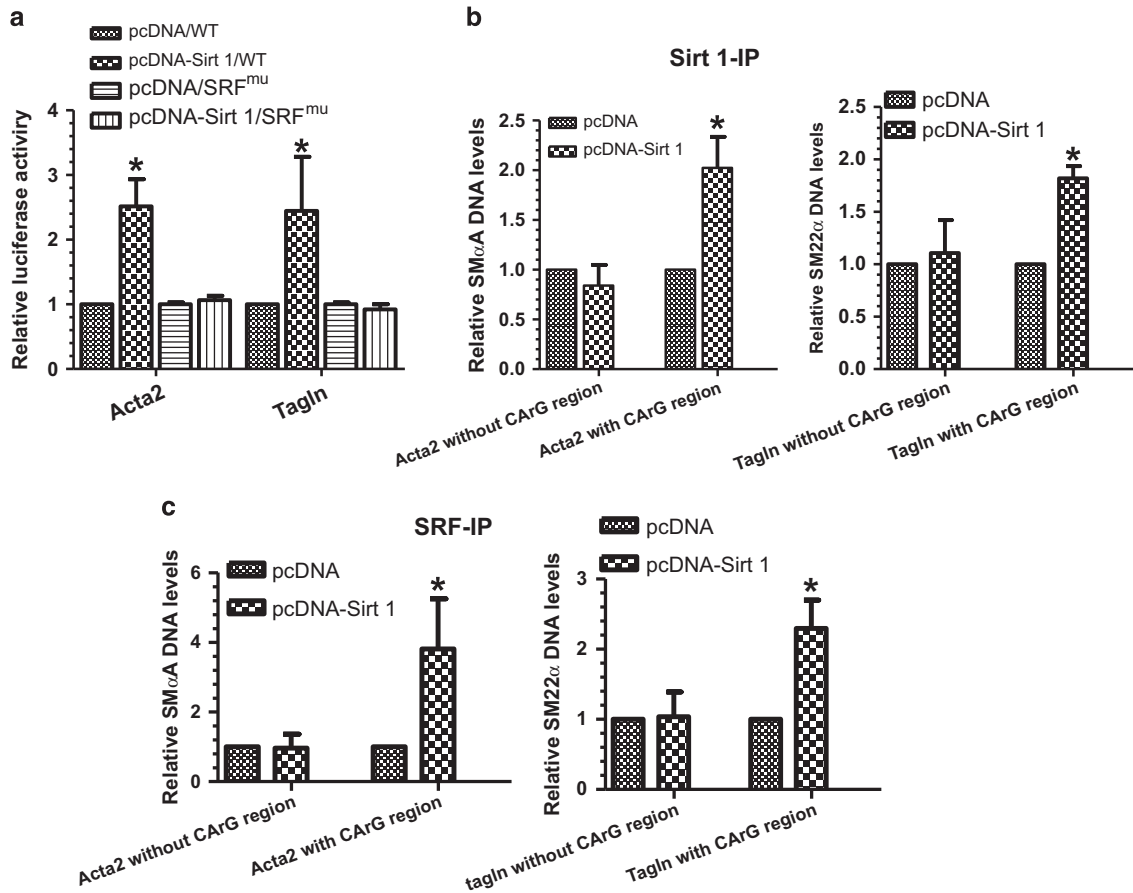 a
pcDNA/WT
pcDNA-Sirt 1/WT
pcDNA/SRFmu
pcDNA-Sirt 1/SRFmu
Relative luciferase activiry
4
3
2
1
0
*
*
Acta2
Tagln
b
Sirt 1-IP
pcDNA
pcDNA-Sirt 1
Relative SMαA DNA levels
2.5
2.0
1.5
1.0
0.5
0.0
*
Acta2 without CArG region
Acta2 with CArG region
pcDNA
pcDNA-Sirt 1
Relative SM22α DNA levels
2.5
2.0
1.5
1.0
0.5
0.0
*
Tagln without CArG region
Tagln with CArG region
c
SRF-IP
pcDNA
pcDNA-Sirt 1
Relative SMαA DNA levels
6
4
2
0
*
Acta2 without CArG region
Acta2 with CArG region
pcDNA
pcDNA-Sirt 1
Relative SM22α DNA levels
3
2
1
0
*
tagln without CArG region
Tagln with CArG region